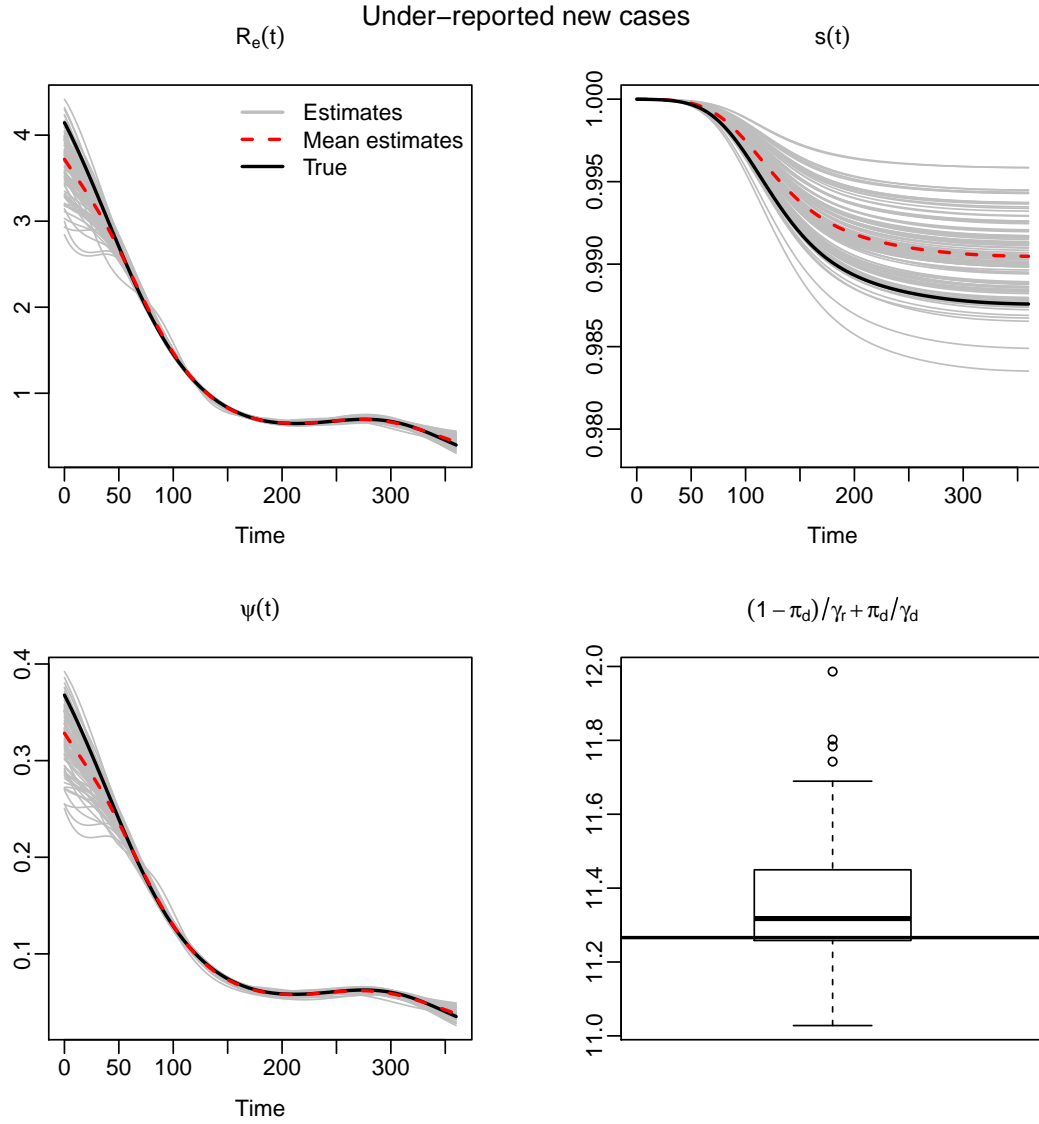 Under−reported new cases
Rₑ(t)
s(t)
Estimates
Mean estimates
True
1 2 3 4
0 50 100 200 300
Time
0.980 0.985 0.990 0.995 1.000
0 50 100 200 300
Time
ψ(t)
(1 − π_d)/γ_r + π_d/γ_d
0.1 0.2 0.3 0.4
0 50 100 200 300
Time
11.0 11.2 11.4 11.6 11.8 12.0